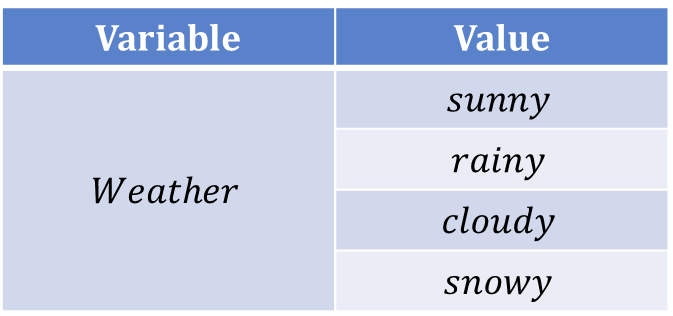 Variable Value
sunny
rainy
Weather
cloudy
snowy